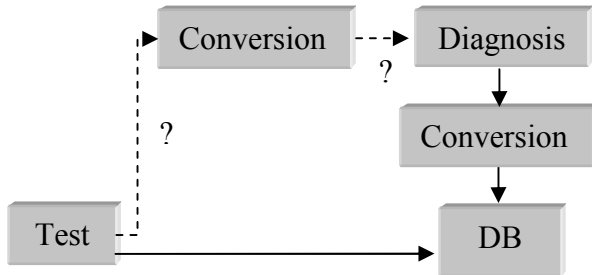 Conversion
Diagnosis
?
?
Conversion
Test
DB